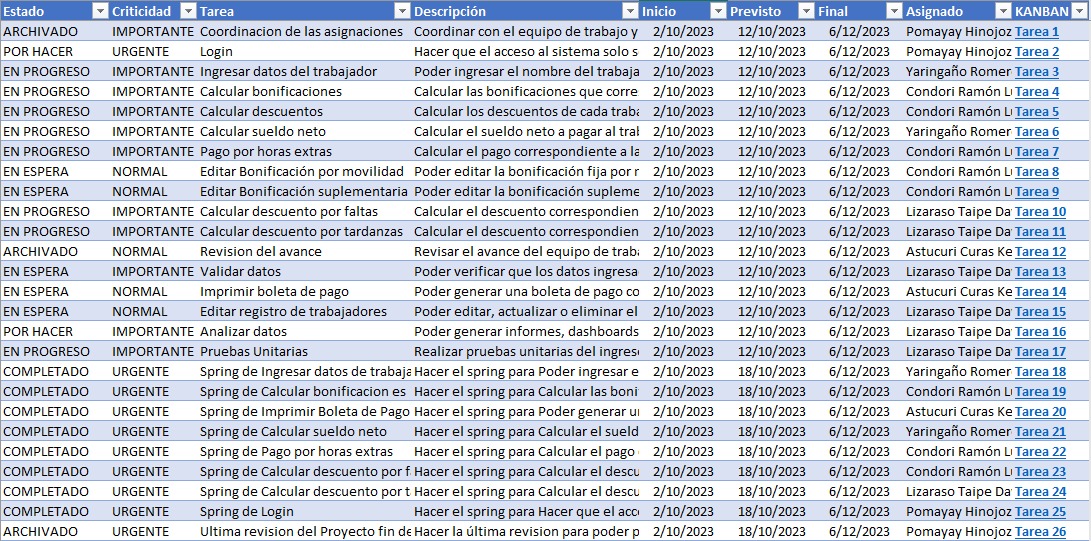 Estado Criticidad Tarea Descripción Inicio Previsto Final Asignado KANBAN
ARCHIVADO IMPORTANTE Coordinacion de las asignaciones Coordinar con el equipo de trabajo y 2/10/2023 12/10/2023 6/12/2023 Pomayay Hinojoz Tarea 1
POR HACER URGENTE Login Hacer que el acceso al sistema solo s 2/10/2023 12/10/2023 6/12/2023 Pomayay Hinojoz Tarea 2
EN PROGRESO IMPORTANTE Ingresar datos del trabajador Poder ingresar el nombre del trabaja 2/10/2023 12/10/2023 6/12/2023 Yaringaño Romer Tarea 3
EN PROGRESO IMPORTANTE Calcular bonificaciones Calcular las bonificaciones que corre 2/10/2023 12/10/2023 6/12/2023 Condori Ramón Lu Tarea 4
EN PROGRESO IMPORTANTE Calcular descuentos Calcular los descuentos de cada traba 2/10/2023 12/10/2023 6/12/2023 Condori Ramón Lu Tarea 5
EN PROGRESO IMPORTANTE Calcular sueldo neto Calcular el sueldo neto a pagar al tral 2/10/2023 12/10/2023 6/12/2023 Yaringaño Romer Tarea 6
EN PROGRESO IMPORTANTE Pago por horas extras Calcular el pago correspondiente a la 2/10/2023 12/10/2023 6/12/2023 Condori Ramón Lu Tarea 7
EN ESPERA NORMAL Editar Bonificación por movilidad Poder editar la bonificación fija por r 2/10/2023 12/10/2023 6/12/2023 Condori Ramón Lu Tarea 8
EN ESPERA NORMAL Editar Bonificación suplementaria Poder editar la bonificación supleme 2/10/2023 12/10/2023 6/12/2023 Condori Ramón Lu Tarea 9
EN PROGRESO IMPORTANTE Calcular descuento por faltas Calcular el descuento correspondien 2/10/2023 12/10/2023 6/12/2023 Lizaraso Taipe Da Tarea 10
EN PROGRESO IMPORTANTE Calcular descuento por tardanzas Calcular el descuento correspondien 2/10/2023 12/10/2023 6/12/2023 Lizaraso Taipe Da Tarea 11
ARCHIVADO NORMAL Revision del avance Revisar el avance del equipo de traba 2/10/2023 12/10/2023 6/12/2023 Astucuri Curas Ke Tarea 12
EN ESPERA IMPORTANTE Validar datos Poder verificar que los datos ingresa 2/10/2023 12/10/2023 6/12/2023 Lizaraso Taipe Da Tarea 13
EN ESPERA NORMAL Imprimir boleta de pago Poder generar una boleta de pago co 2/10/2023 12/10/2023 6/12/2023 Astucuri Curas Ke Tarea 14
EN ESPERA NORMAL Editar registro de trabajadores Poder editar, actualizar o eliminar el 2/10/2023 12/10/2023 6/12/2023 Lizaraso Taipe Da Tarea 15
POR HACER IMPORTANTE Analizar datos Poder generar informes, dashboards 2/10/2023 12/10/2023 6/12/2023 Lizaraso Taipe Da Tarea 16
EN PROGRESO IMPORTANTE Pruebas Unitarias Realizar pruebas unitarias del ingres 2/10/2023 12/10/2023 6/12/2023 Lizaraso Taipe Da Tarea 17
COMPLETADO URGENTE Spring de Ingresar datos de trabaja Hacer el spring para Poder ingresar e 2/10/2023 18/10/2023 6/12/2023 Yaringaño Romer Tarea 18
COMPLETADO URGENTE Spring de Calcular bonificacion es Hacer el spring para Calcular las boni 2/10/2023 18/10/2023 6/12/2023 Condori Ramón Lu Tarea 19
COMPLETADO URGENTE Spring de Imprimir Boleta de Pago Hacer el spring para Poder generar u 2/10/2023 18/10/2023 6/12/2023 Astucuri Curas Ke Tarea 20
COMPLETADO URGENTE Spring de Calcular sueldo neto Hacer el spring para Calcular el sueld 2/10/2023 18/10/2023 6/12/2023 Yaringaño Romer Tarea 21
COMPLETADO URGENTE Spring de Pago por horas extras Hacer el spring para Calcular el pago 2/10/2023 18/10/2023 6/12/2023 Condori Ramón Lu Tarea 22
COMPLETADO URGENTE Spring de Calcular descuento por f Hacer el spring para Calcular el descu 2/10/2023 18/10/2023 6/12/2023 Condori Ramón Lu Tarea 23
COMPLETADO URGENTE Spring de Calcular descuento por t Hacer el spring para Calcular el descu 2/10/2023 18/10/2023 6/12/2023 Lizaraso Taipe Da Tarea 24
COMPLETADO URGENTE Spring de Login Hacer el spring para Hacer que el acc 2/10/2023 18/10/2023 6/12/2023 Pomayay Hinojoz Tarea 25
ARCHIVADO URGENTE Ultima revision del Proyecto fin de Hacer la última revision para poder p 2/10/2023 18/10/2023 6/12/2023 Pomayay Hinojoz Tarea 26